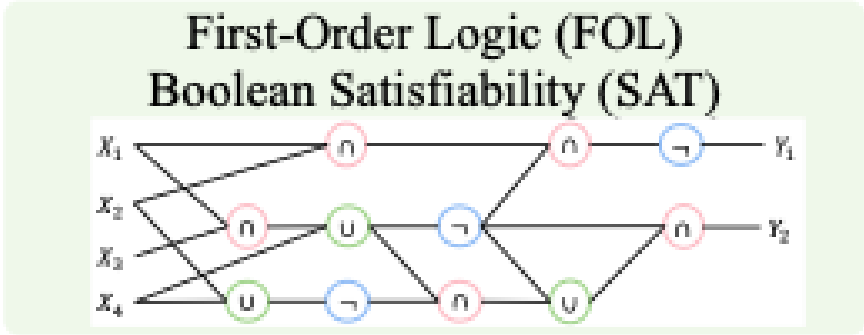 First-Order Logic (FOL)
Boolean Satisfiability (SAT)
X₁ ∩ ∩ ¬ Y₁
X₂
∩ ∪ ¬ ∩ Y₂
X₃
X₄ ∪ ¬ ∩ ∪